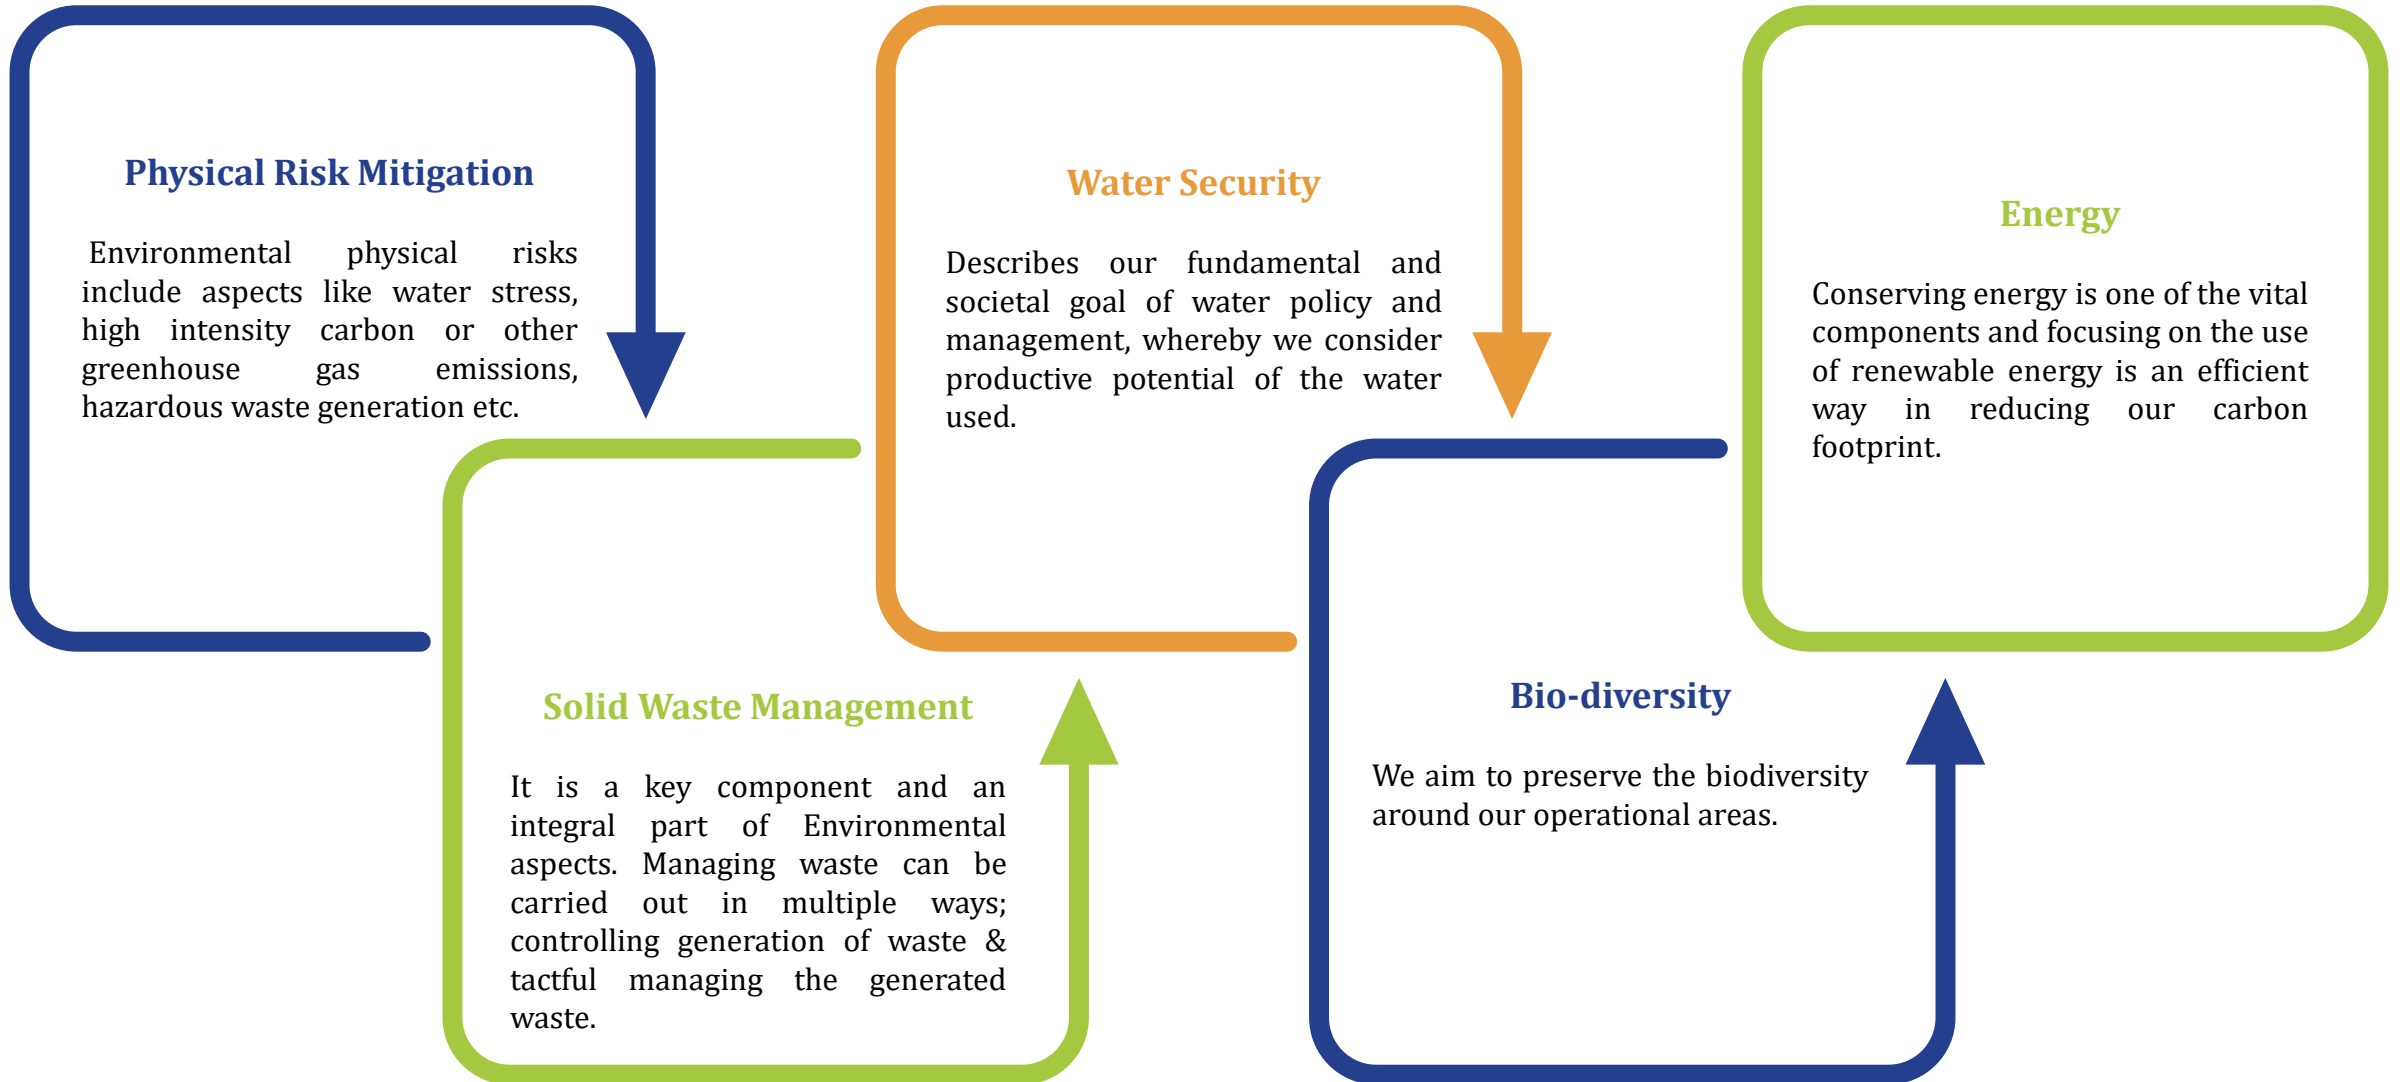 Physical Risk Mitigation
Environmental physical risks
include aspects like water stress,
high intensity carbon or other
greenhouse gas emissions,
hazardous waste generation etc.
Solid Waste Management
It is a key component and an
integral part of Environmental
aspects. Managing waste can be
carried out in multiple ways;
controlling generation of waste &
tactful managing the generated
waste.
Water Security
Describes our fundamental and
societal goal of water policy and
management, whereby we consider
productive potential of the water
used.
Bio-diversity
We aim to preserve the biodiversity
around our operational areas.
Energy
Conserving energy is one of the vital
components and focusing on the use
of renewable energy is an efficient
way in reducing our carbon
footprint.